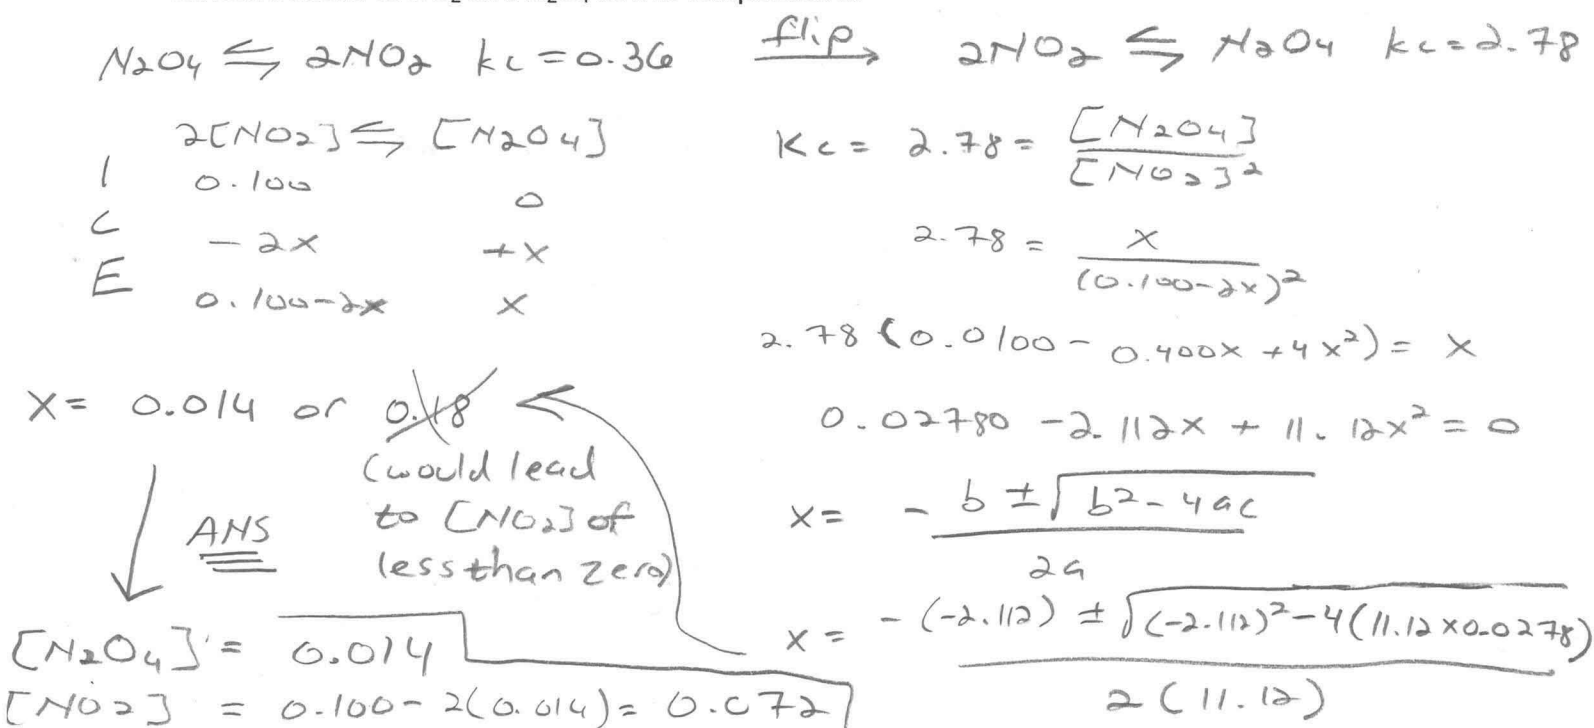 N2O4 ⇆ 2NO2 kc = 0.36 flip → 2NO2 ⇆ N2O4 kc = 2.78
2[NO2] ⇆ [N2O4]
I 0.100 0
C -2x +x
E 0.100-2x x
Kc = 2.78 = [N2O4] / [NO2]²
2.78 = x / (0.100-2x)²
2.78 (0.0100 - 0.400x + 4x²) = x
0.02780 - 2.112x + 11.12x² = 0
x = - b ± √b² - 4ac / 2a
x = -(-2.112) ± √(-2.112)² - 4(11.12 x 0.0278) / 2(11.12)
X = 0.014 or 0.18
(would lead
to [NO2] of
less than zero)
ANS
[N2O4] = 0.014
[NO2] = 0.100 - 2(0.014) = 0.072